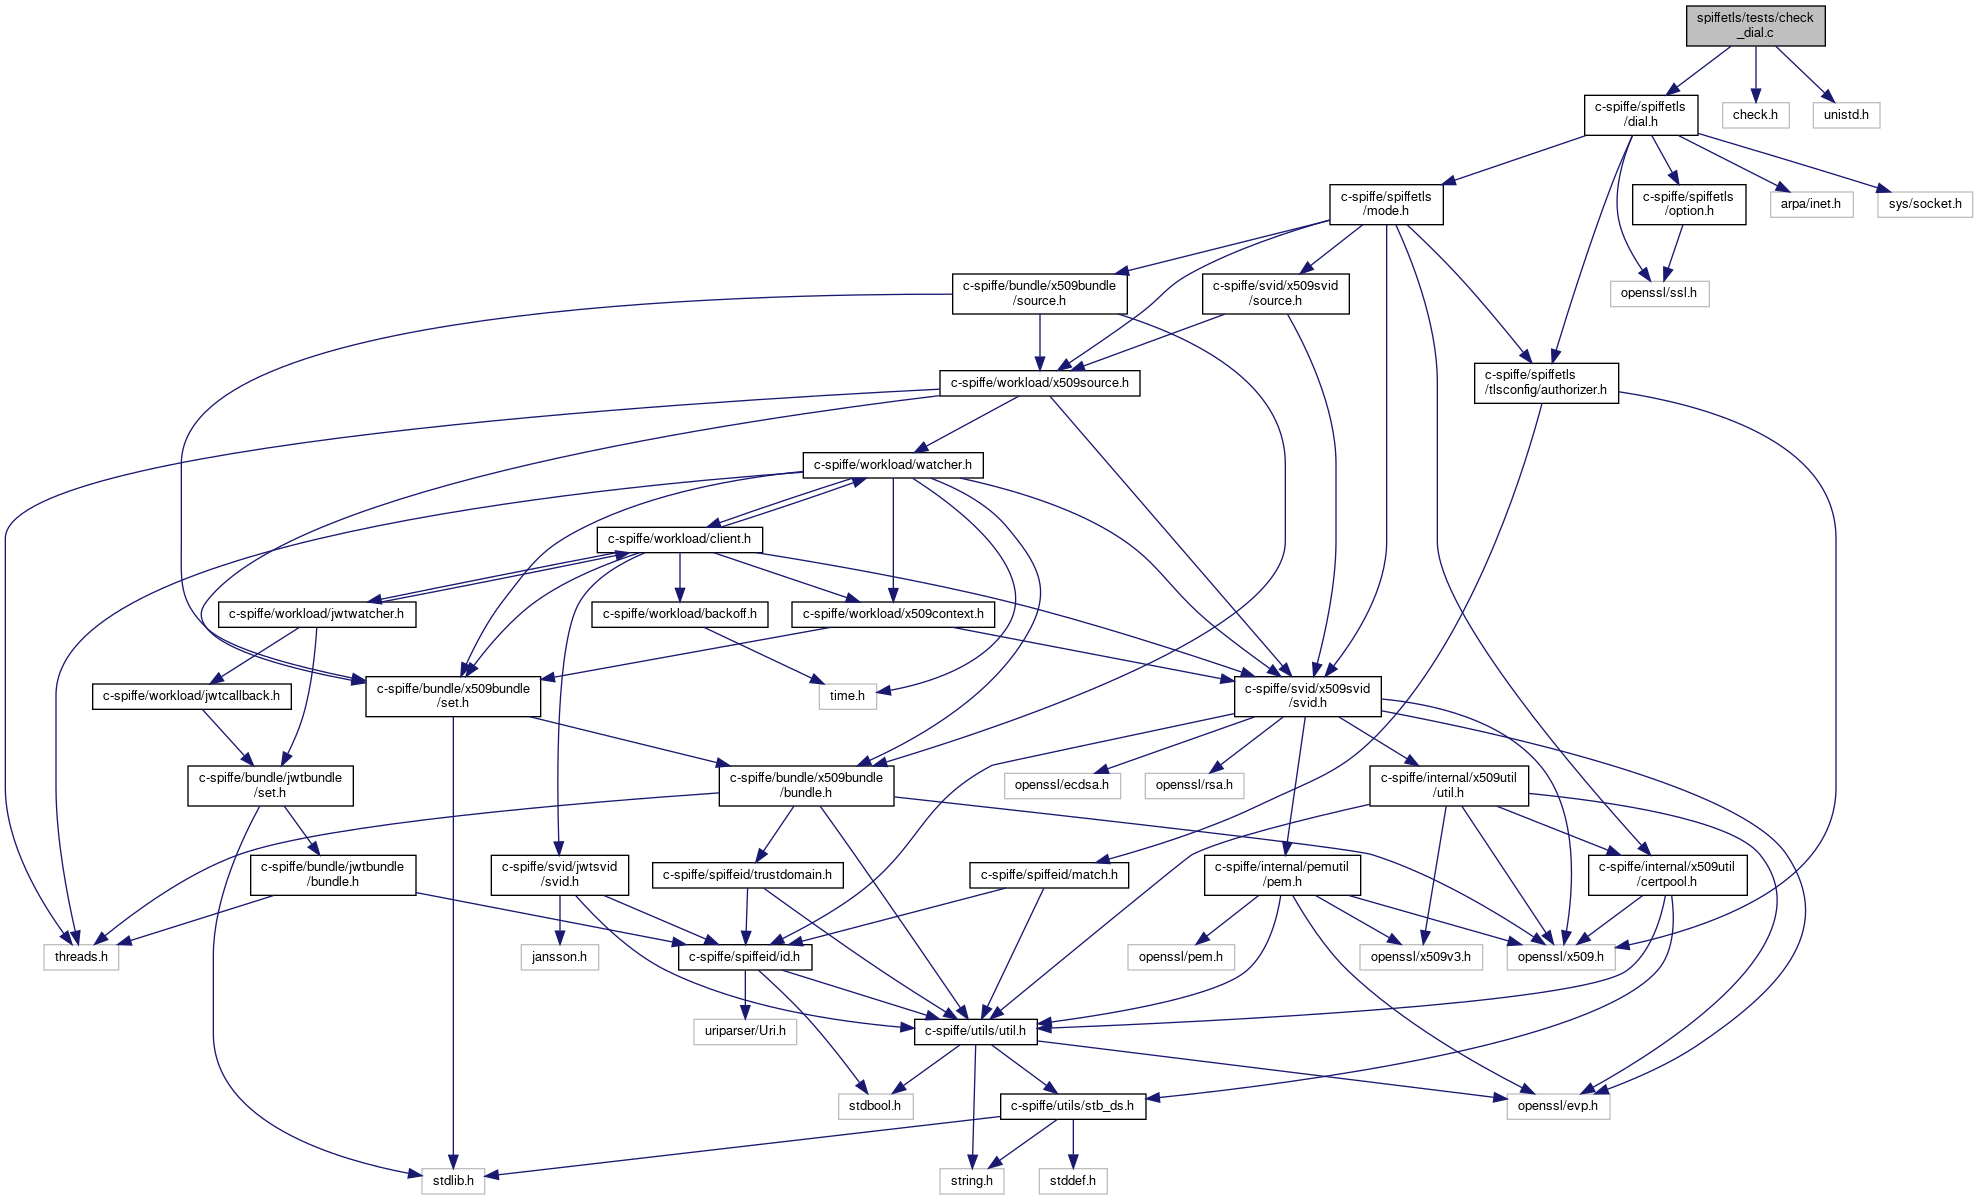 spiffetls/tests/check
_dial.c
c-spiffe/spiffetls
/dial.h
check.h
unistd.h
c-spiffe/spiffetls
/mode.h
c-spiffe/spiffetls
/option.h
arpa/inet.h
sys/socket.h
c-spiffe/bundle/x509bundle
/source.h
c-spiffe/svid/x509svid
/source.h
openssl/ssl.h
c-spiffe/workload/x509source.h
c-spiffe/spiffetls
/tlsconfig/authorizer.h
c-spiffe/workload/watcher.h
c-spiffe/workload/client.h
c-spiffe/workload/jwtwatcher.h
c-spiffe/workload/backoff.h
c-spiffe/workload/x509context.h
c-spiffe/workload/jwtcallback.h
c-spiffe/bundle/x509bundle
/set.h
time.h
c-spiffe/svid/x509svid
/svid.h
c-spiffe/bundle/jwtbundle
/set.h
c-spiffe/bundle/x509bundle
/bundle.h
openssl/ecdsa.h
openssl/rsa.h
c-spiffe/internal/x509util
/util.h
c-spiffe/bundle/jwtbundle
/bundle.h
c-spiffe/svid/jwtsvid
/svid.h
c-spiffe/spiffeid/trustdomain.h
c-spiffe/spiffeid/match.h
c-spiffe/internal/pemutil
/pem.h
c-spiffe/internal/x509util
/certpool.h
threads.h
jansson.h
c-spiffe/spiffeid/id.h
openssl/pem.h
openssl/x509v3.h
openssl/x509.h
uriparser/Uri.h
c-spiffe/utils/util.h
stdbool.h
c-spiffe/utils/stb_ds.h
openssl/evp.h
stdlib.h
string.h
stddef.h